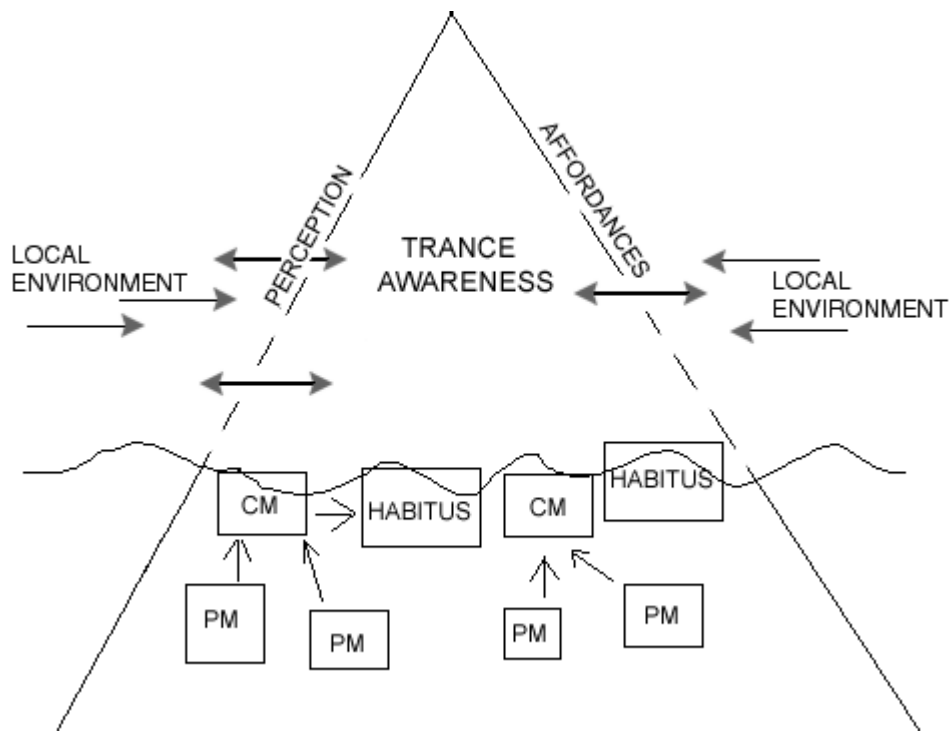 AFFORDANCES
PERCEPTION
TRANCE
AWARENESS
LOCAL
ENVIRONMENT
LOCAL
ENVIRONMENT
CM
HABITUS
CM
HABITUS
PM
PM
PM
PM